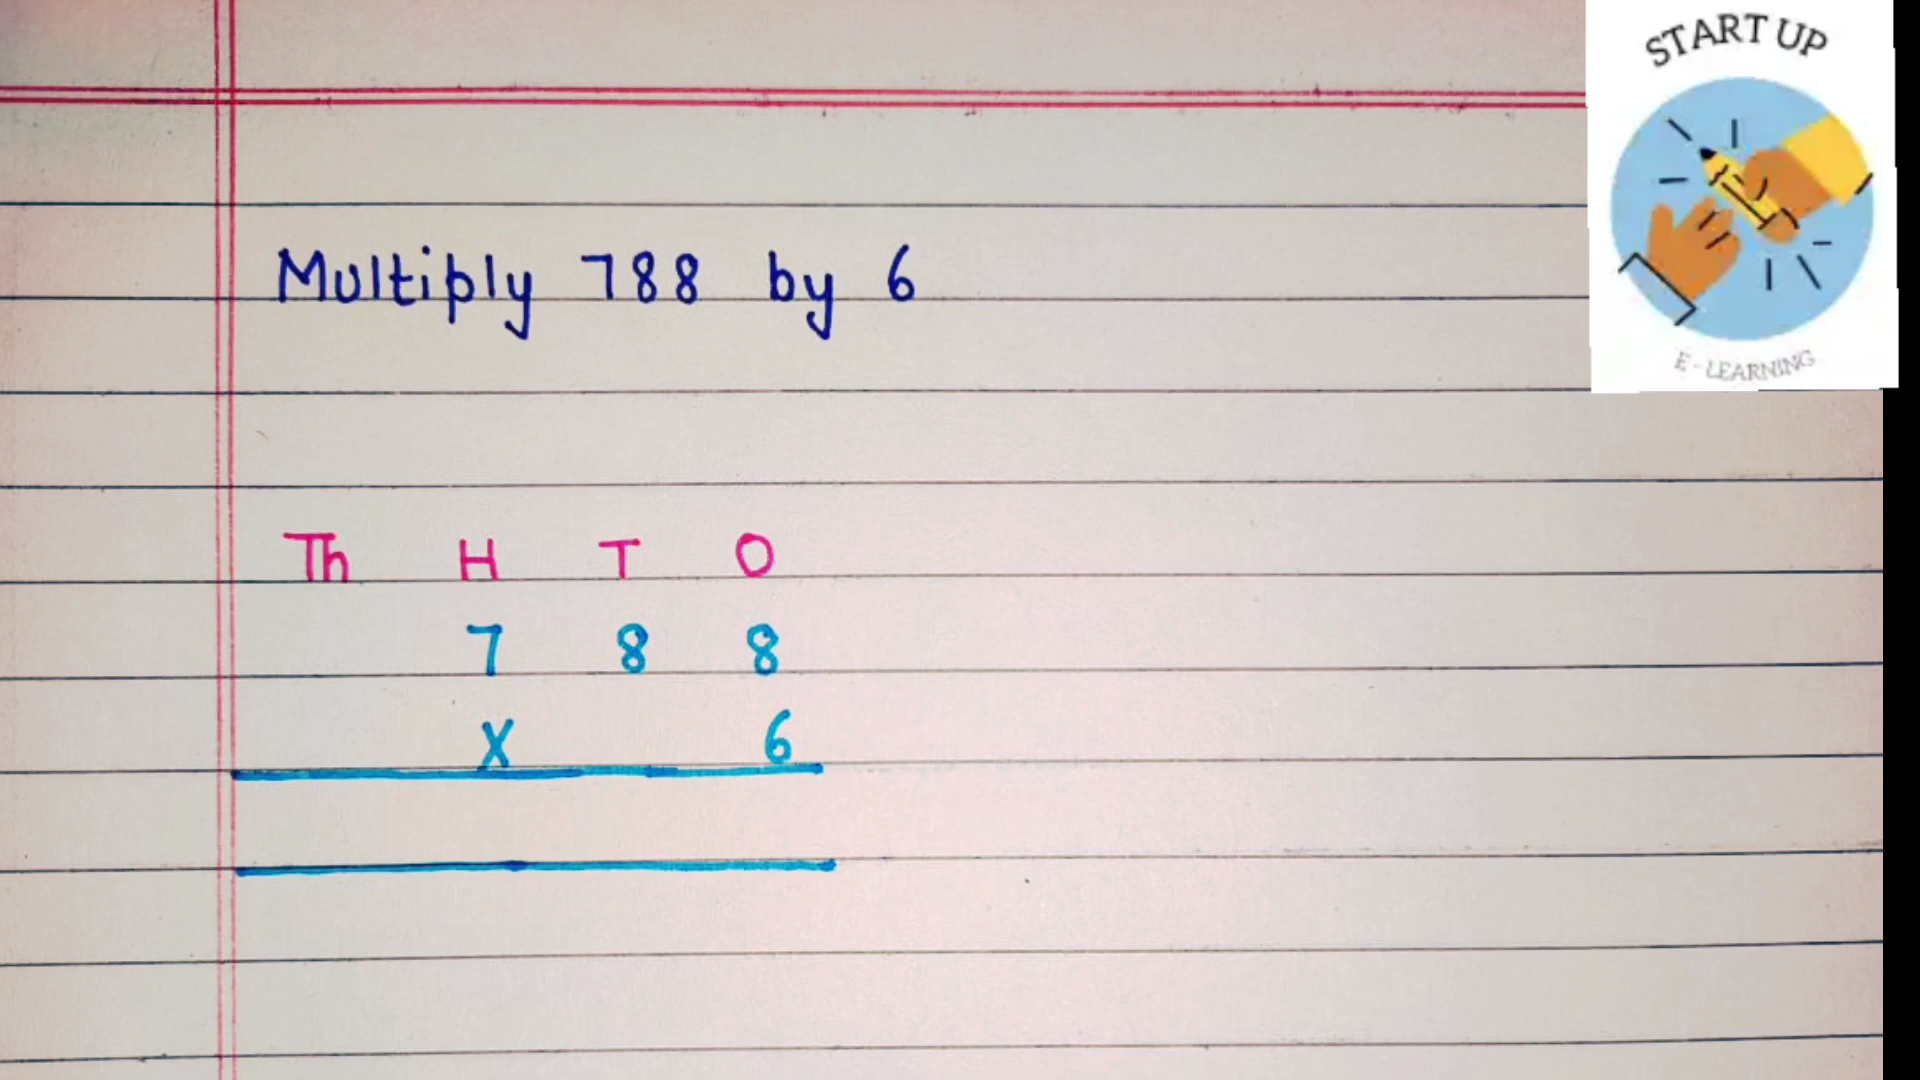 START UP
E-LEARNING
Multiply 788 by 6
Th H T O
7 8 8
X 6